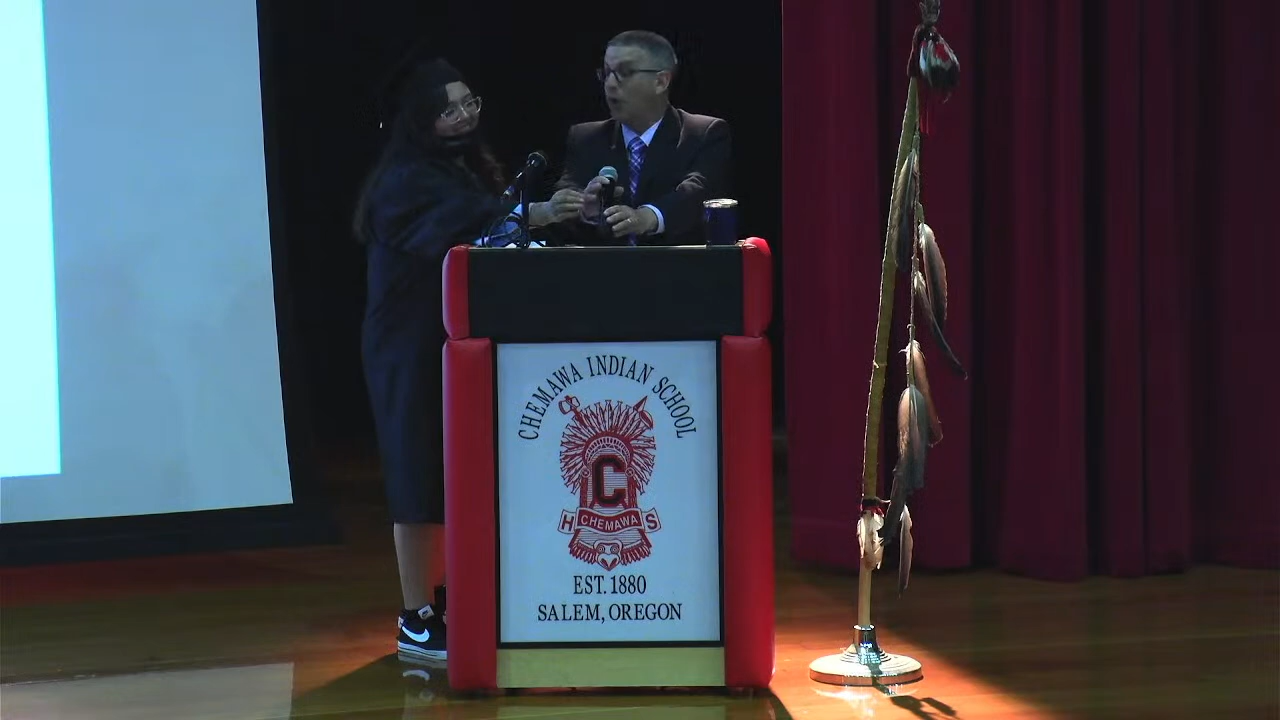 CHEMAWA INDIAN SCHOOL
C
H CHEMAWA S
EST. 1880
SALEM, OREGON